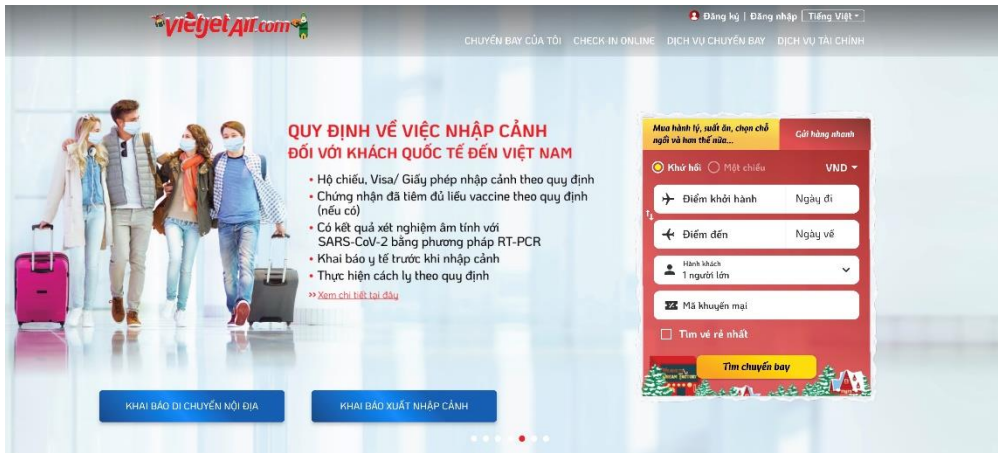 vietjetAir.com
Đăng ký | Đăng nhập Tiếng Việt
CHUYẾN BAY CỦA TÔI CHECK-IN ONLINE DỊCH VỤ CHUYẾN BAY DỊCH VỤ TÀI CHÍNH
QUY ĐỊNH VỀ VIỆC NHẬP CẢNH
ĐỐI VỚI KHÁCH QUỐC TẾ ĐẾN VIỆT NAM
• Hộ chiếu, Visa/ Giấy phép nhập cảnh theo quy định
• Chứng nhận đã tiêm đủ liều vaccine theo quy định
(nếu có)
• Có kết quả xét nghiệm âm tính với
SARS-CoV-2 bằng phương pháp RT-PCR
• Khai báo y tế trước khi nhập cảnh
• Thực hiện cách ly theo quy định
>> Xem chi tiết tại đây
KHAI BÁO DI CHUYỂN NỘI ĐỊA
KHAI BÁO XUẤT NHẬP CẢNH
Mua hành lý, suất ăn, chọn chỗ
ngồi và hơn thế nữa...
Gửi hàng nhanh
Khứ hồi Một chiều VND
Điểm khởi hành Ngày đi
Điểm đến Ngày về
Hành khách
1 người lớn
Mã khuyến mại
Tìm vé rẻ nhất
Tìm chuyến bay